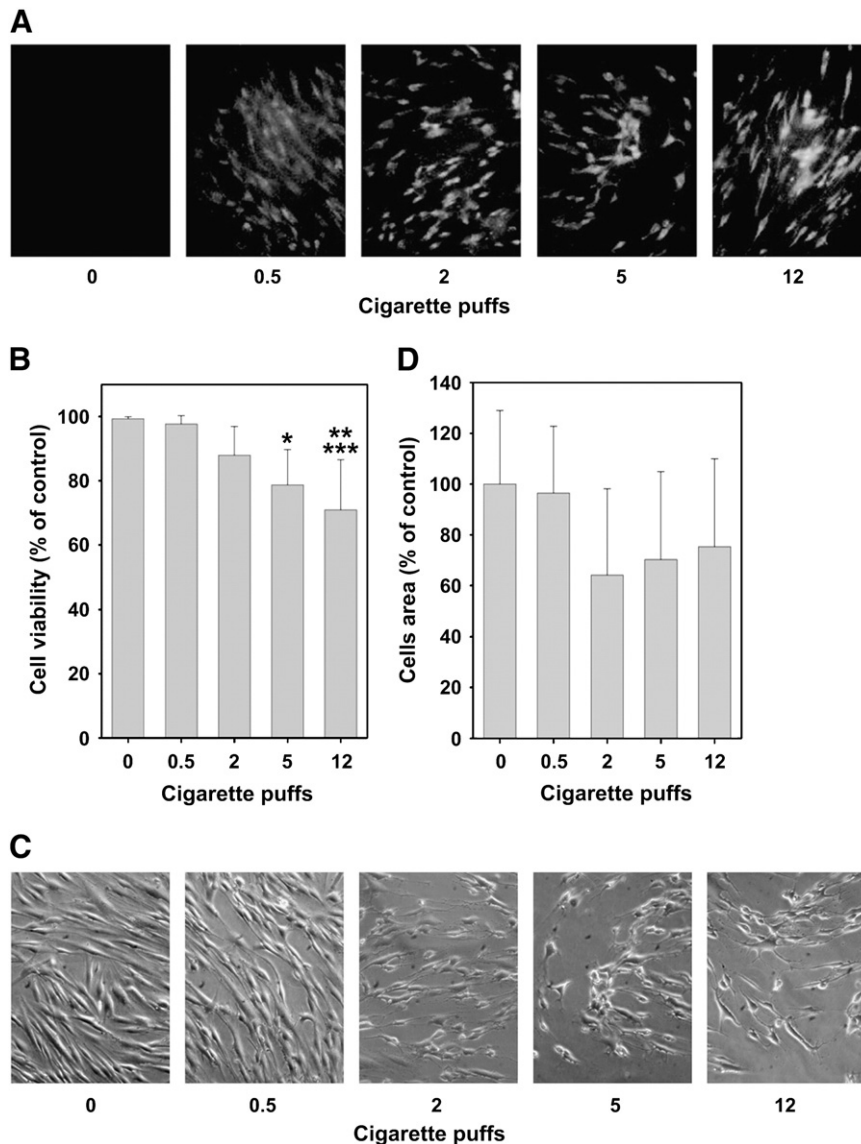 A
0 0.5 2 5 12
Cigarette puffs
B
Cell viability (% of control)
100
80
60
40
20
0
*
**
***
0 0.5 2 5 12
Cigarette puffs
D
Cells area (% of control)
140
120
100
80
60
40
20
0
0 0.5 2 5 12
Cigarette puffs
C
0 0.5 2 5 12
Cigarette puffs